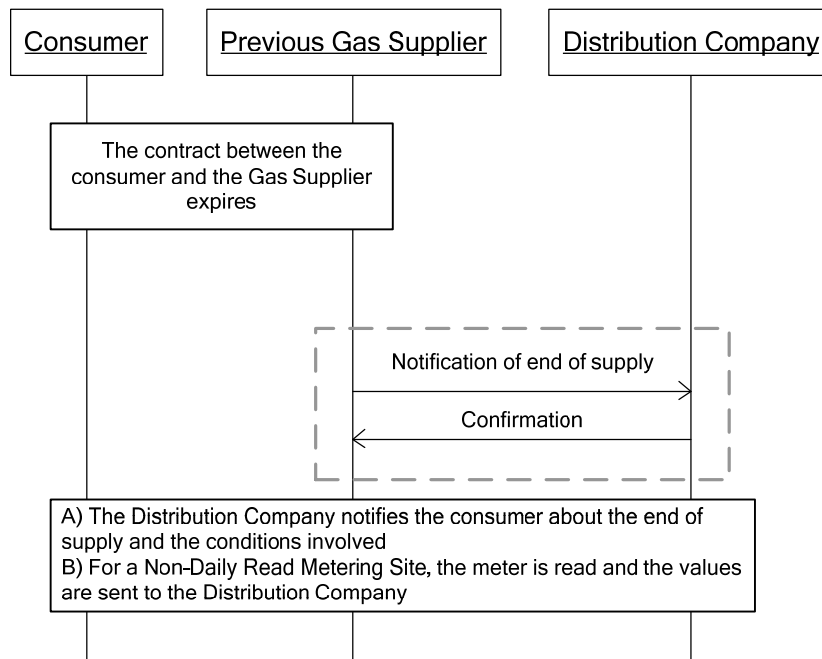 Consumer
Previous Gas Supplier
Distribution Company
The contract between the
consumer and the Gas Supplier
expires
Notification of end of supply
Confirmation
A) The Distribution Company notifies the consumer about the end of
supply and the conditions involved
B) For a Non-Daily Read Metering Site, the meter is read and the values
are sent to the Distribution Company